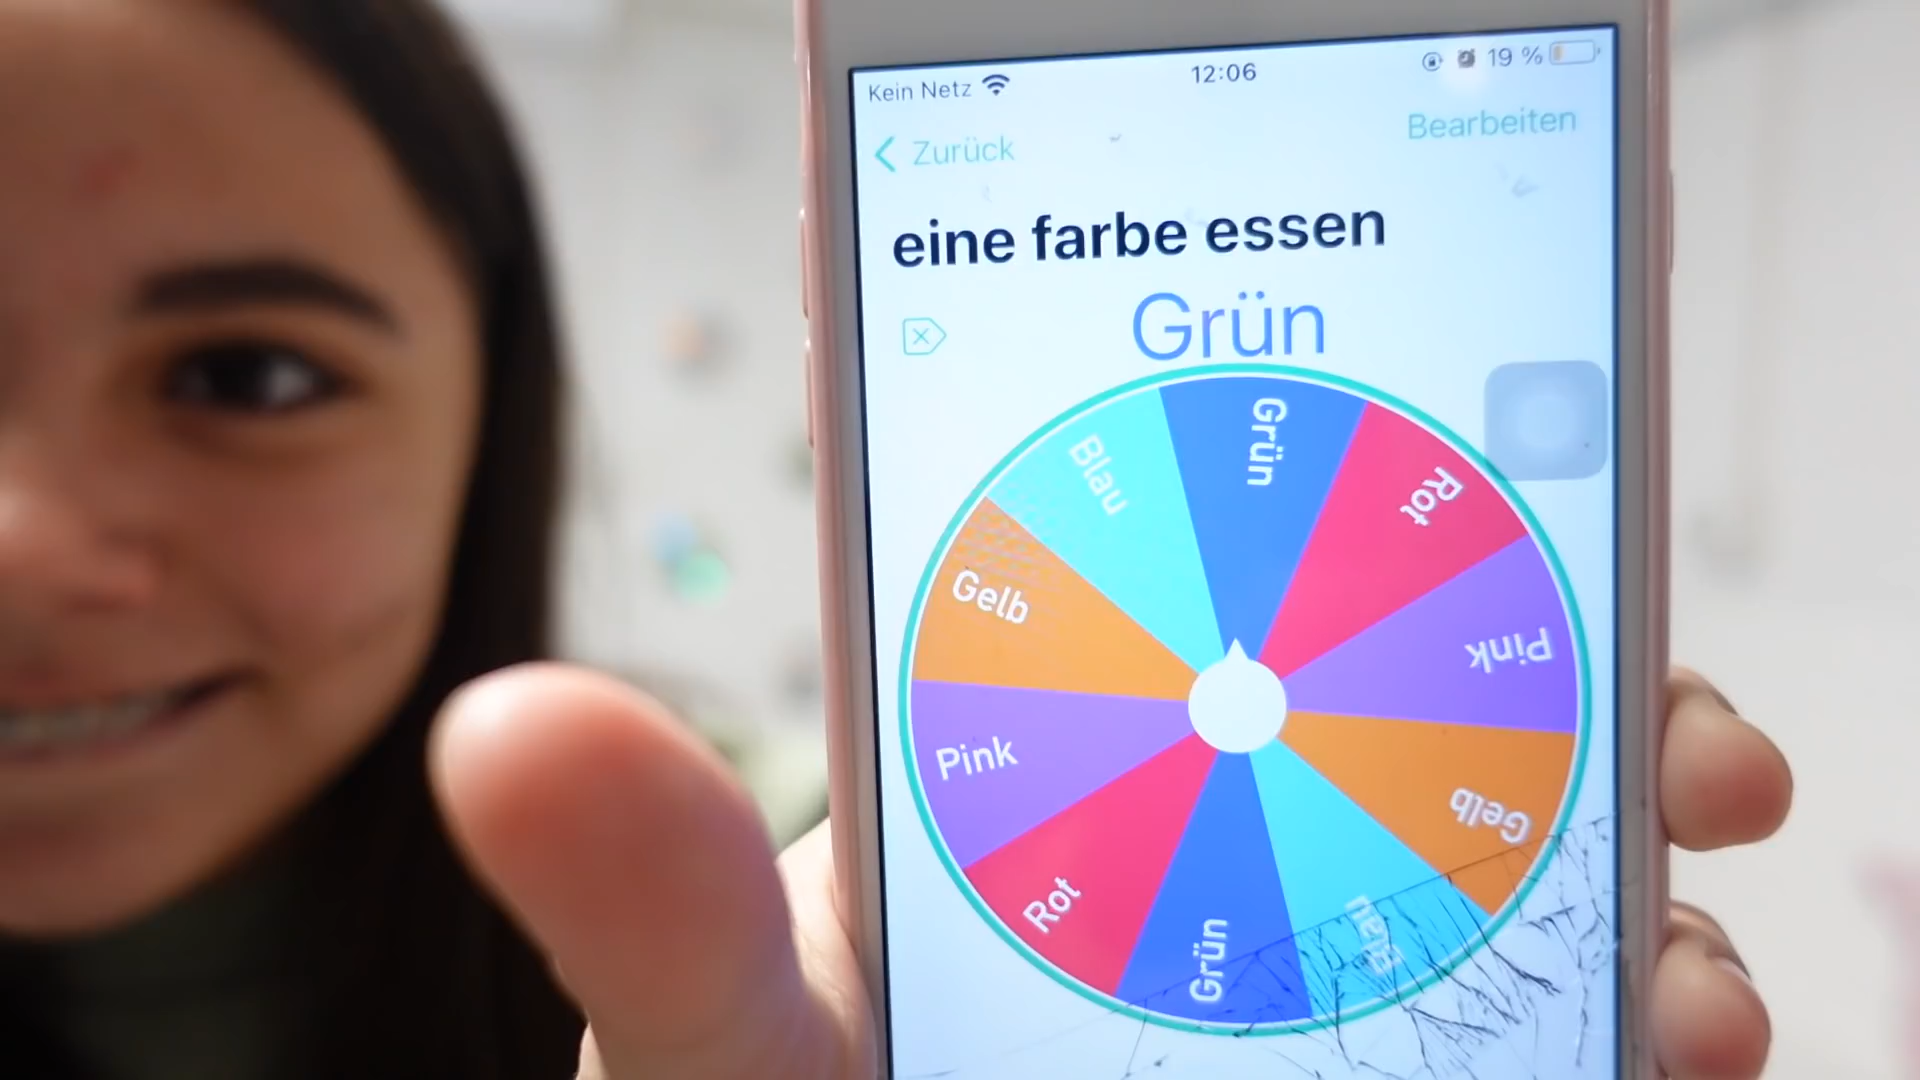 Kein Netz 12:06 19 %
Zurück Bearbeiten
eine farbe essen
Grün
Grün
Rot
Pink
Gelb
Blau
Grün
Rot
Pink
Gelb
Blau